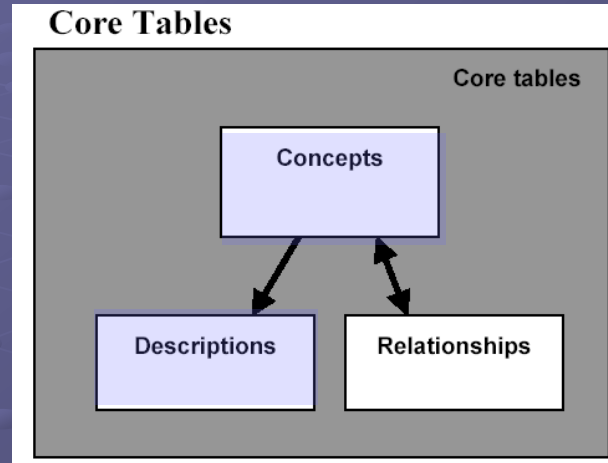 Core Tables
Core tables
Concepts
Descriptions
Relationships